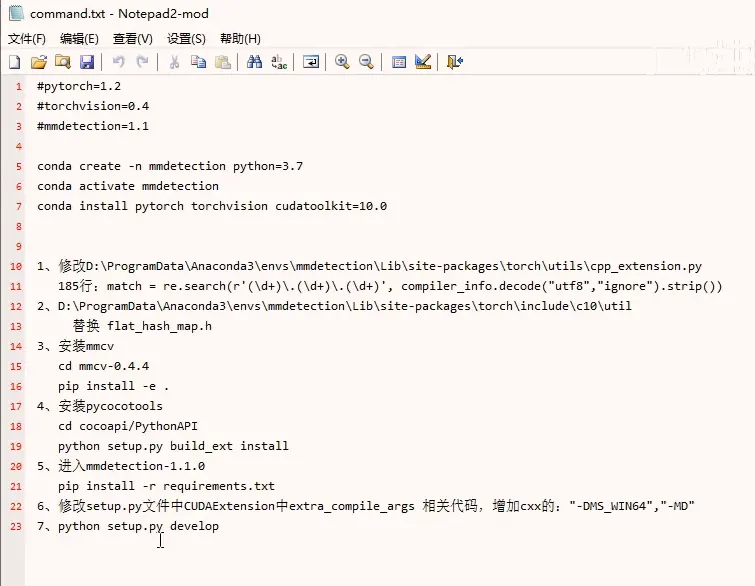 command.txt - Notepad2-mod
文件(F) 编辑(E) 查看(V) 设置(S) 帮助(H)
1 #pytorch=1.2
2 #torchvision=0.4
3 #mmdetection=1.1
4
5 conda create -n mmdetection python=3.7
6 conda activate mmdetection
7 conda install pytorch torchvision cudatoolkit=10.0
8
9
10 1、修改D:\ProgramData\Anaconda3\envs\mmdetection\Lib\site-packages\torch\utils\cpp_extension.py
11 185行：match = re.search(r'(\d+)\.(\d+)\.(\d+)', compiler_info.decode("utf8","ignore").strip())
12 2、D:\ProgramData\Anaconda3\envs\mmdetection\Lib\site-packages\torch\include\c10\util
13 替换 flat_hash_map.h
14 3、安装mmcv
15 cd mmcv-0.4.4
16 pip install -e .
17 4、安装pycocotools
18 cd cocoapi/PythonAPI
19 python setup.py build_ext install
20 5、进入mmdetection-1.1.0
21 pip install -r requirements.txt
22 6、修改setup.py文件中CUDAExtension中extra_compile_args 相关代码，增加cxx的："-DMS_WIN64","-MD"
23 7、python setup.py develop